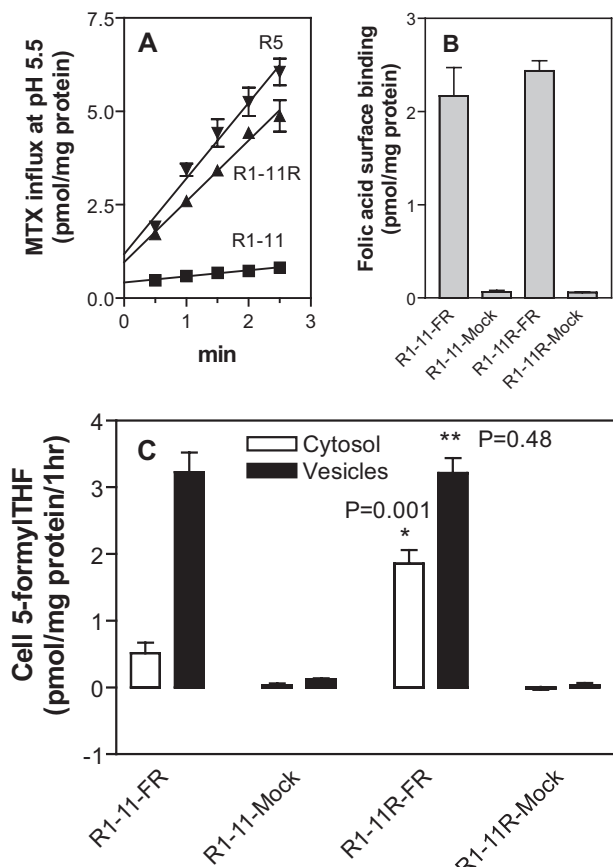 A
MTX influx at pH 5.5
(pmol/mg protein)
7.5
5.0
2.5
0.0
0
1
2
3
min
R5
R1-11R
R1-11
B
Folic acid surface binding
(pmol/mg protein)
3
2
1
0
R1-11-FR
R1-11-Mock
R1-11R-FR
R1-11R-Mock
C
Cell 5-formylTHF
(pmol/mg protein/1hr)
4
3
2
1
0
-1
Cytosol
Vesicles
** P=0.48
P=0.001
*
R1-11-FR
R1-11-Mock
R1-11R-FR
R1-11R-Mock